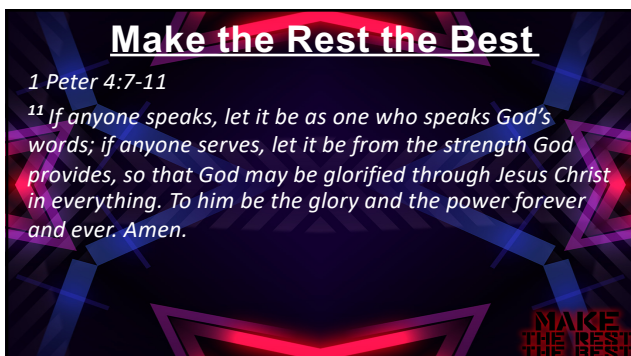 Make the Rest the Best
1 Peter 4:7-11
11 If anyone speaks, let it be as one who speaks God’s
words; if anyone serves, let it be from the strength God
provides, so that God may be glorified through Jesus Christ
in everything. To him be the glory and the power forever
and ever. Amen.
MAKE
THE REST
THE BEST